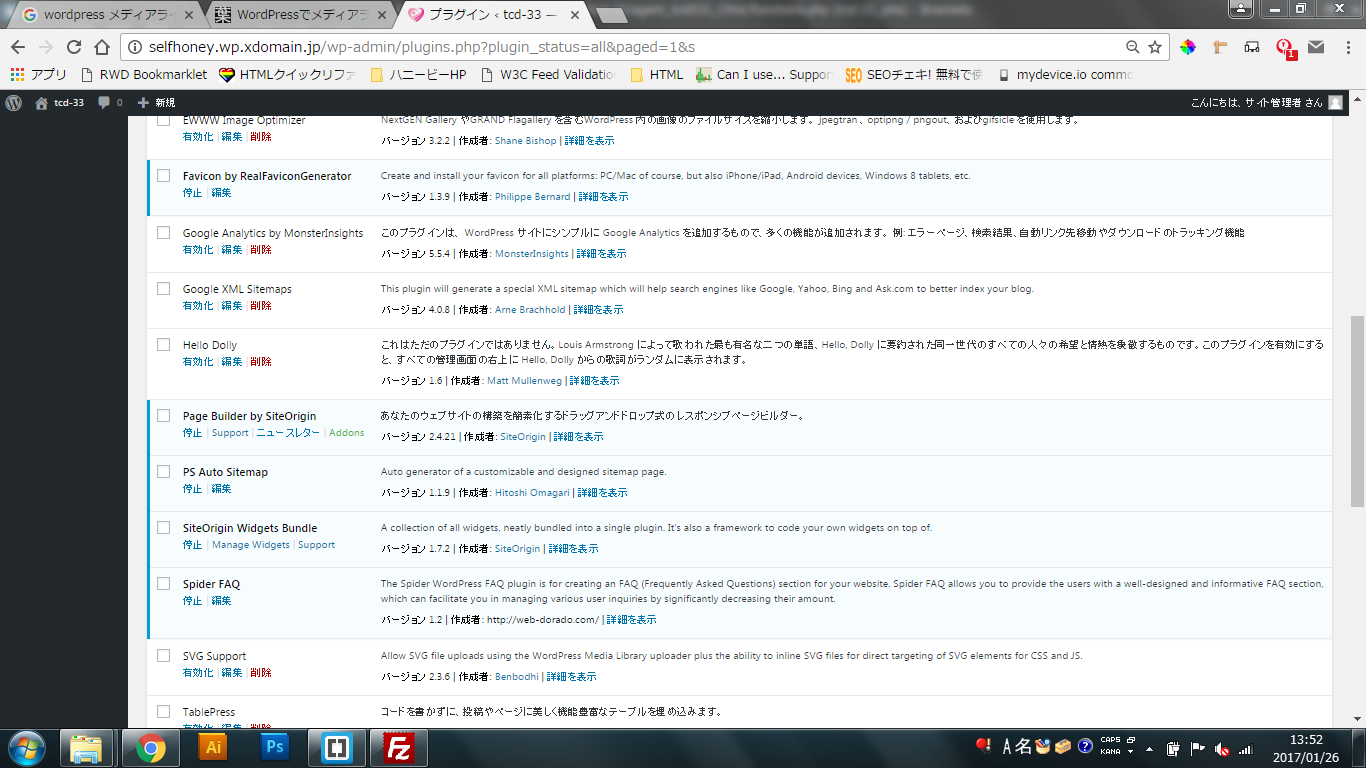 wordpress メディアライ
WordPressでメディアラ
プラグイン ‹ tcd-33 —
selfhoney.wp.xdomain.jp/wp-admin/plugins.php?plugin_status=all&paged=1&s
アプリ RWD Bookmarklet HTMLクイックリファ ハニービーHP W3C Feed Validatio HTML Can I use... Suppor SEOチェキ! 無料で使 mydevice.io comm
tcd-33 0 新規 こんにちは、サイト管理者 さん
EWWW Image Optimizer
NextGEN Gallery やGRAND Flagallery を含むWordPress 内の画像のファイルサイズを縮小します。 jpegtran 、optipng / pngout、およびgifsicle を使用します。
有効化 | 編集 | 削除
バージョン 3.2.2 | 作成者: Shane Bishop | 詳細を表示
Favicon by RealFaviconGenerator
Create and install your favicon for all platforms: PC/Mac of course, but also iPhone/iPad, Android devices, Windows 8 tablets, etc.
停止 | 編集
バージョン 1.3.9 | 作成者: Philippe Bernard | 詳細を表示
Google Analytics by MonsterInsights
このプラグインは、 WordPress サイトにシンプルに Google Analytics を追加するもので、多くの機能が追加されます。 例: エラーページ、検索結果、自動リンク先移動やダウンロードのトラッキング機能
有効化 | 編集 | 削除
バージョン 5.5.4 | 作成者: MonsterInsights | 詳細を表示
Google XML Sitemaps
This plugin will generate a special XML sitemap which will help search engines like Google, Yahoo, Bing and Ask.com to better index your blog.
有効化 | 編集 | 削除
バージョン 4.0.8 | 作成者: Arne Brachhold | 詳細を表示
Hello Dolly
これはただのプラグインではありません。Louis Armstrong によって歌われた最も有名な二つの単語、Hello, Dolly に要約された同一世代のすべての人々の希望と情熱を象徴するものです。このプラグインを有効にする
と、すべての管理画面の右上に Hello, Dolly からの歌詞がランダムに表示されます。
有効化 | 編集 | 削除
バージョン 1.6 | 作成者: Matt Mullenweg | 詳細を表示
Page Builder by SiteOrigin
あなたのウェブサイトの構築を簡素化するドラッグアンドドロップ式のレスポンシブページビルダー。
停止 | Support | ニュースレター | Addons
バージョン 2.4.21 | 作成者: SiteOrigin | 詳細を表示
PS Auto Sitemap
Auto generator of a customizable and designed sitemap page.
停止 | 編集
バージョン 1.1.9 | 作成者: Hitoshi Omagari | 詳細を表示
SiteOrigin Widgets Bundle
A collection of all widgets, neatly bundled into a single plugin. It's also a framework to code your own widgets on top of.
停止 | Manage Widgets | Support
バージョン 1.7.2 | 作成者: SiteOrigin | 詳細を表示
Spider FAQ
The Spider WordPress FAQ plugin is for creating an FAQ (Frequently Asked Questions) section for your website. Spider FAQ allows you to provide the users with a well-designed and informative FAQ section,
which can facilitate you in managing various user inquiries by significantly decreasing their amount.
停止 | 編集
バージョン 1.2 | 作成者: http://web-dorado.com/ | 詳細を表示
SVG Support
Allow SVG file uploads using the WordPress Media Library uploader plus the ability to inline SVG files for direct targeting of SVG elements for CSS and JS.
有効化 | 編集 | 削除
バージョン 2.3.6 | 作成者: Benbodhi | 詳細を表示
TablePress
コードを書かずに、投稿やページに美しく機能豊富なテーブルを埋め込みます。
有効化 | 編集 | 削除
Ai Ps Fz A 名 CAPS KANA
13:52
2017/01/26